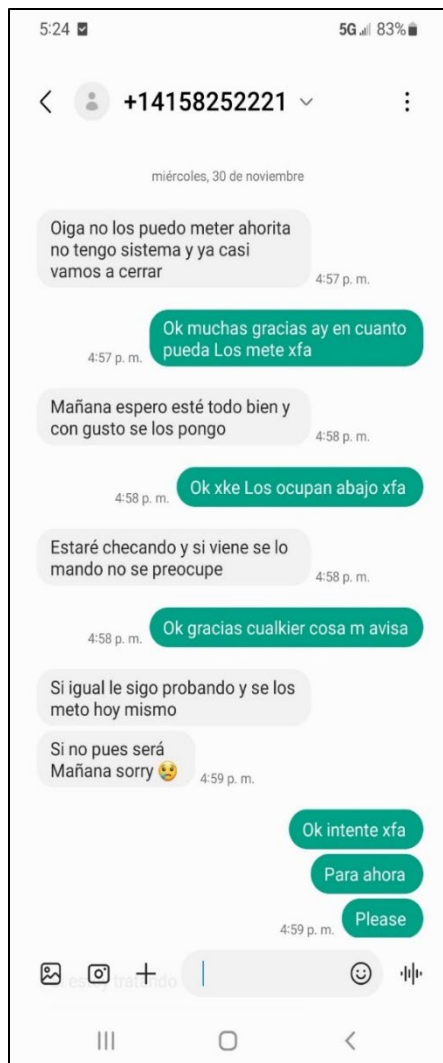 5:24
5G 83%
+14158252221
miércoles, 30 de noviembre
Oiga no los puedo meter ahorita
no tengo sistema y ya casi
vamos a cerrar
4:57 p. m.
Ok muchas gracias ay en cuanto
pueda Los mete xfa
4:57 p. m.
Mañana espero esté todo bien y
con gusto se los pongo
4:58 p. m.
Ok xke Los ocupan abajo xfa
4:58 p. m.
Estaré checando y si viene se lo
mando no se preocupe
4:58 p. m.
Ok gracias cualkier cosa m avisa
4:58 p. m.
Si igual le sigo probando y se los
meto hoy mismo
Si no pues será
Mañana sorry 😢
4:59 p. m.
Ok intente xfa
Para ahora
Please
4:59 p. m.
estoy tratando